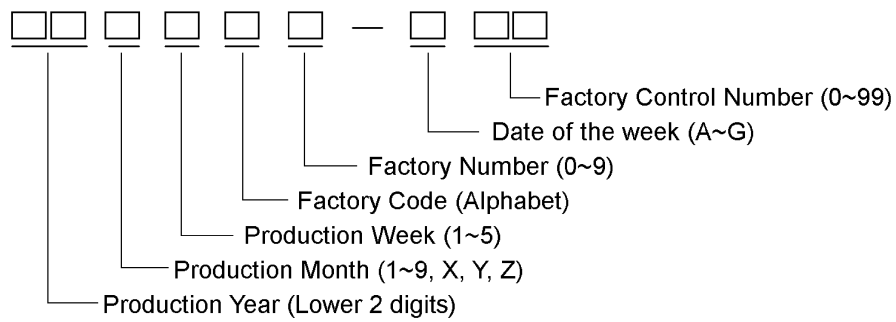 Factory Control Number (0~99)
Date of the week (A~G)
Factory Number (0~9)
Factory Code (Alphabet)
Production Week (1~5)
Production Month (1~9, X, Y, Z)
Production Year (Lower 2 digits)